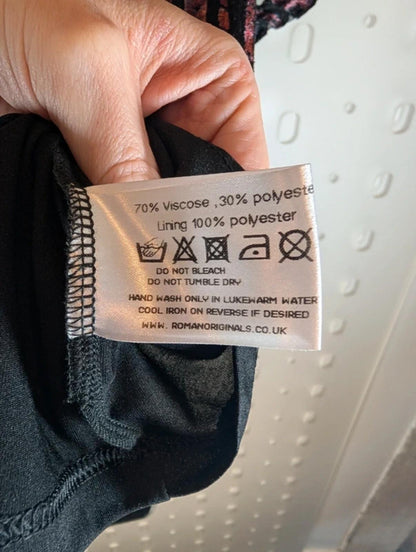 70% Viscose ,30% polyeste
Lining 100% polyester
DO NOT BLEACH
DO NOT TUMBLE DRY
HAND WASH ONLY IN LUKEWARM WATER
COOL IRON ON REVERSE IF DESIRED
WWW. ROMANORIGINALS.CO.UK